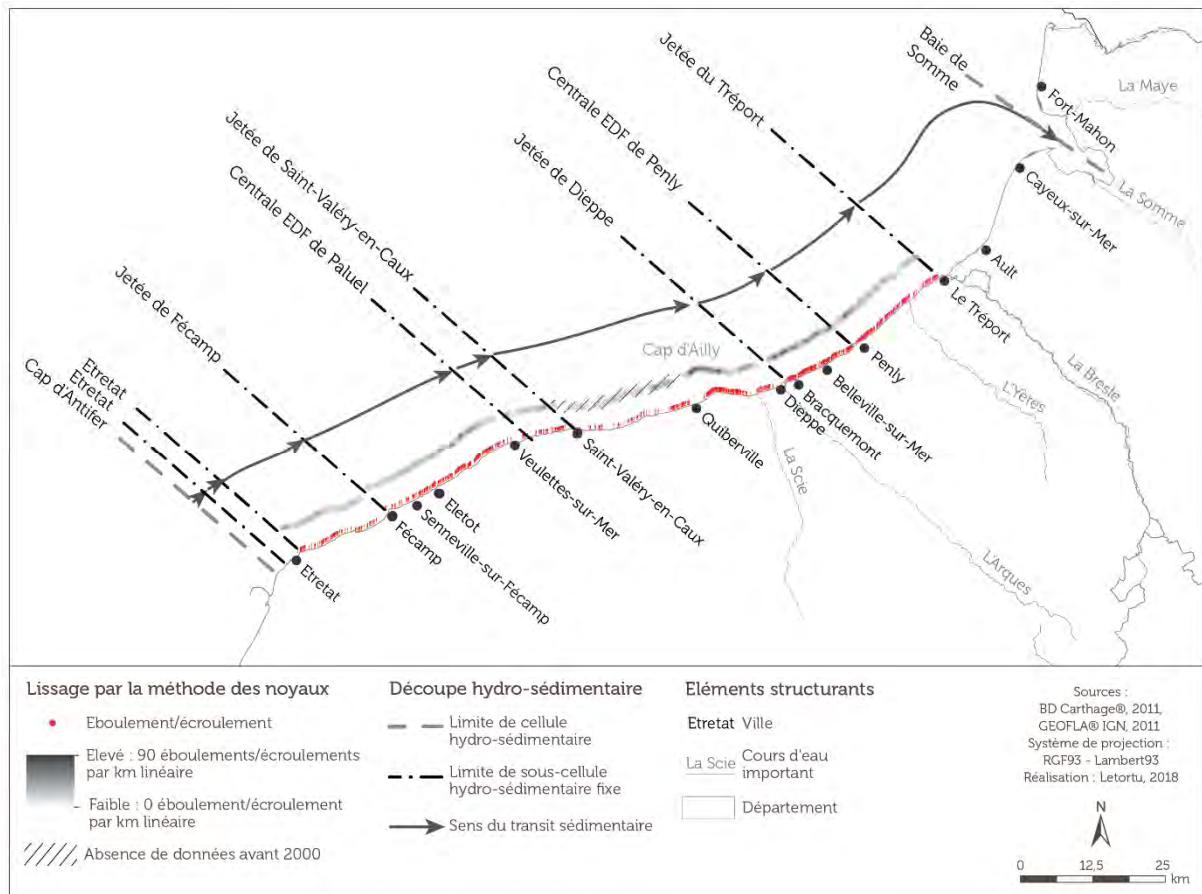 Baie de
Somme
Jetée du Tréport
Centrale EDF de Penly
Jetée de Dieppe
Jetée de Saint-Valéry-en-Caux
Centrale EDF de Paluel
Jetée de Fécamp
Etretat
Etretat
Cap d'Antifer
Fort-Mahon
La Maye
La Somme
Cayeux-sur-Mer
Ault
Le Tréport
La Bresle
L'Yères
Penly
Belleville-sur-Mer
Bracquemont
Dieppe
Cap d'Ailly
Quiberville
La Scie
L'Arques
Saint-Valéry-en-Caux
Veulettes-sur-Mer
Eletot
Senneville-sur-Fécamp
Fécamp
Etretat
Lissage par la méthode des noyaux
Eboulement/écroulement
Elevé : 90 éboulements/écroulements
par km linéaire
Faible : 0 éboulement/écroulement
par km linéaire
Absence de données avant 2000
Découpe hydro-sédimentaire
Limite de cellule
hydro-sédimentaire
Limite de sous-cellule
hydro-sédimentaire fixe
Sens du transit sédimentaire
Eléments structurants
Etretat Ville
La Scie Cours d'eau
important
Département
Sources :
BD Carthage®, 2011,
GEOFLA® IGN, 2011
Système de projection :
RGF93 - Lambert93
Réalisation : Letortu, 2018
N
0 12,5 25
km